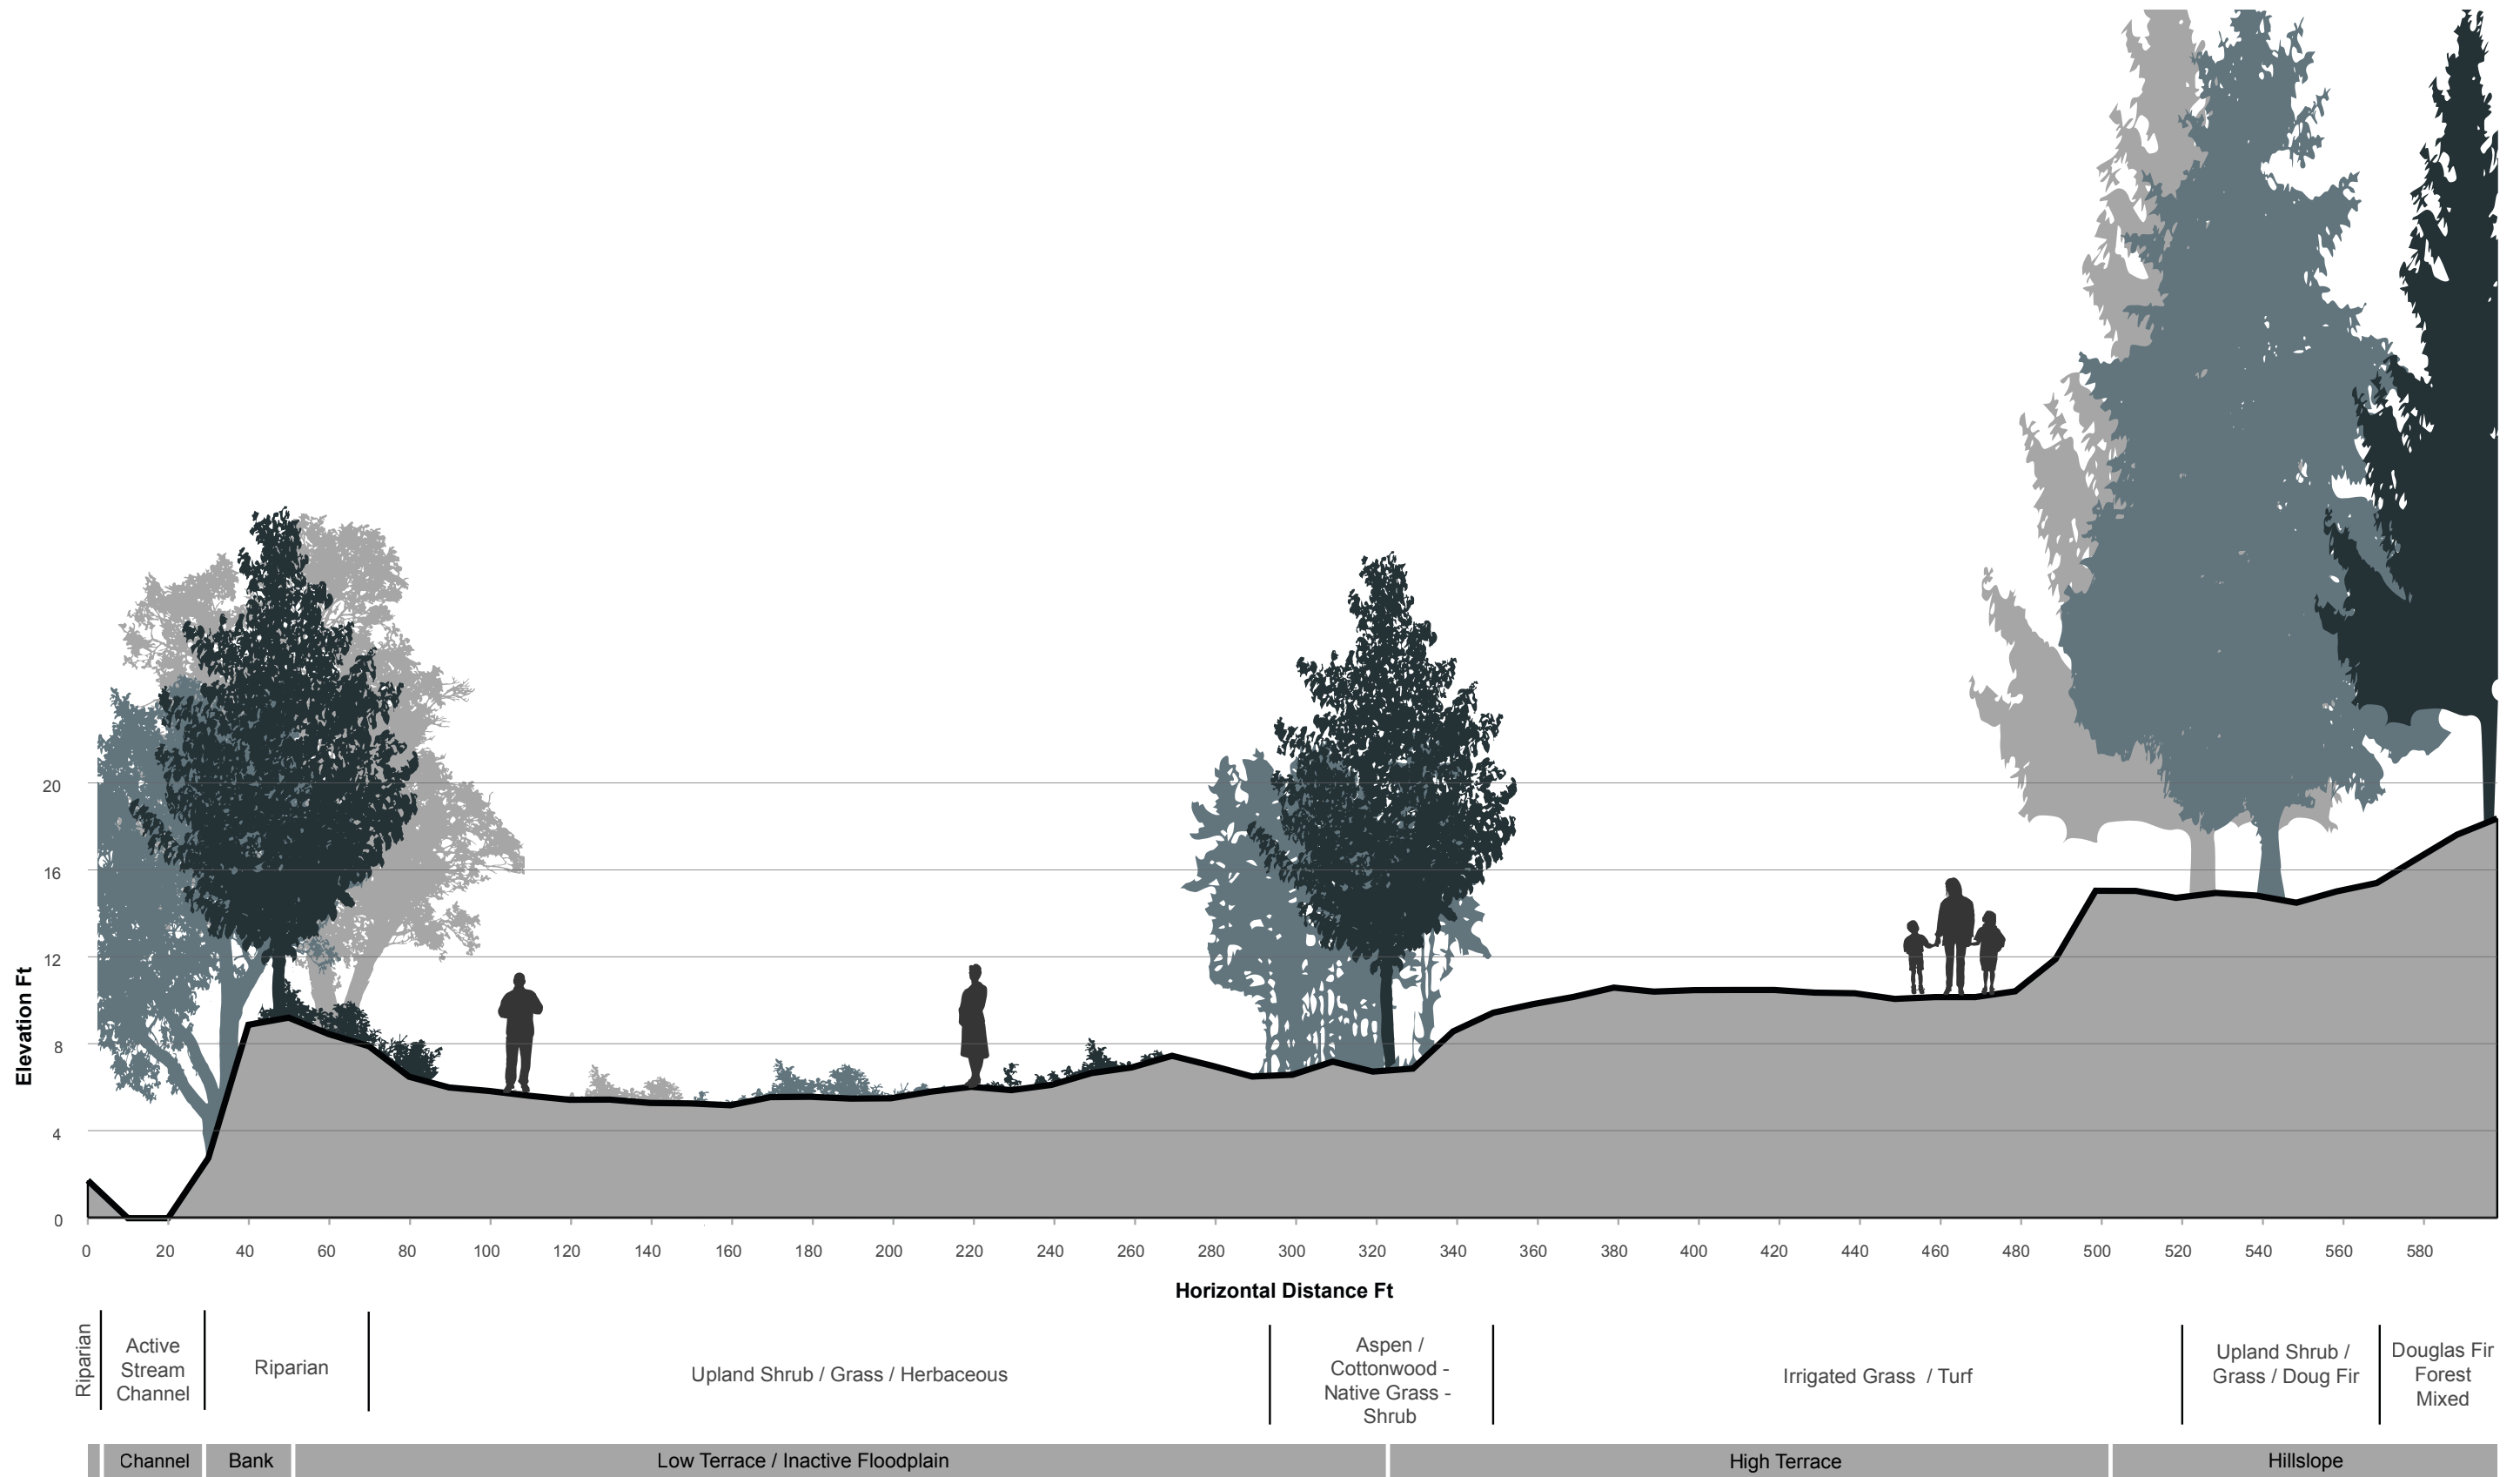 20
16
12
8
4
0
Elevation Ft
0 20 40 60 80 100 120 140 160 180 200 220 240 260 280 300 320 340 360 380 400 420 440 460 480 500 520 540 560 580
Horizontal Distance Ft
Riparian
Active
Stream
Channel
Riparian
Upland Shrub / Grass / Herbaceous
Aspen /
Cottonwood -
Native Grass -
Shrub
Irrigated Grass / Turf
Upland Shrub /
Grass / Doug Fir
Douglas Fir
Forest
Mixed
Channel
Bank
Low Terrace / Inactive Floodplain
High Terrace
Hillslope